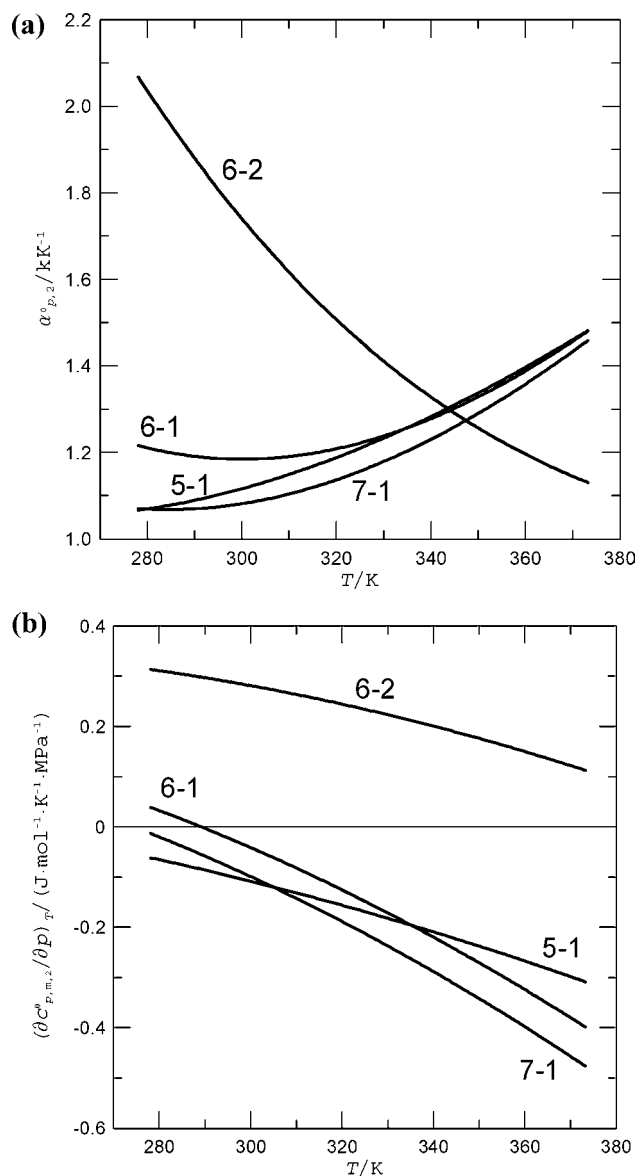 (a)
2.2
2.0
1.8
1.6
1.4
1.2
1.0
α°p,2/kK⁻¹
6-2
6-1
5-1
7-1
280 300 320 340 360 380
T/K
(b)
0.4
0.2
0
-0.2
-0.4
-0.6
(∂c°p,m,2/∂p)T/(J·mol⁻¹·K⁻¹·MPa⁻¹)
6-2
6-1
5-1
7-1
280 300 320 340 360 380
T/K